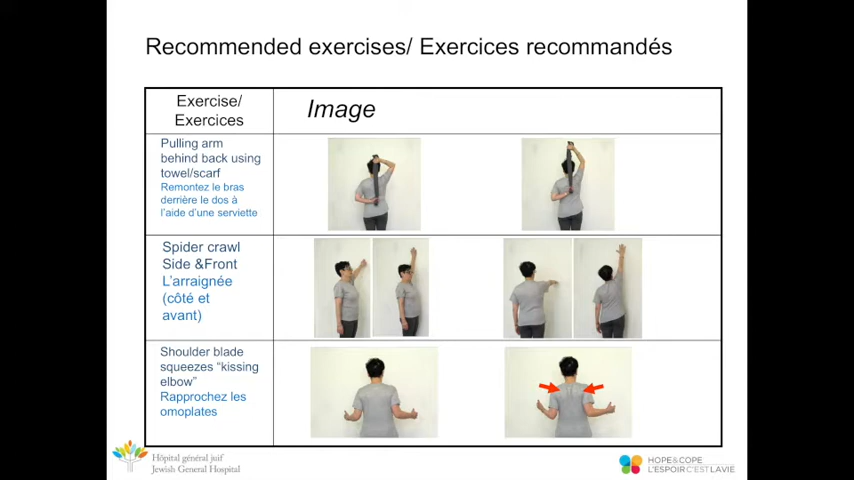 Recommended exercises/ Exercices recommandés
Exercise/
Exercices
Image
Pulling arm
behind back using
towel/scarf
Remontez le bras
derrière le dos à
l'aide d'une serviette
Spider crawl
Side &Front
L'arraignée
(côté et
avant)
Shoulder blade
squeezes "kissing
elbow"
Rapprochez les
omoplates
Hôpital général juif
Jewish General Hospital
HOPE&COPE
L'ESPOIR C'EST LA VIE